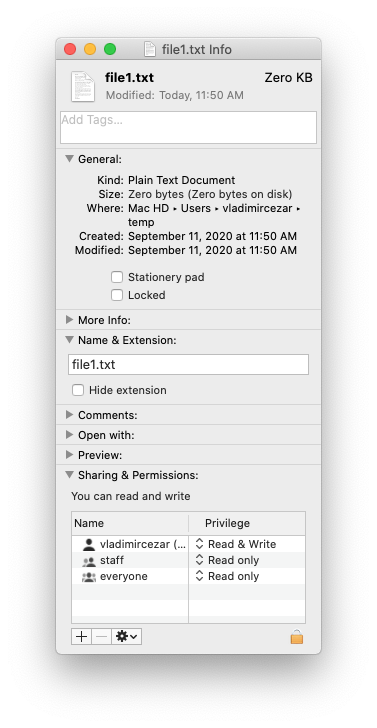 file1.txt Info
file1.txt Zero KB
Modified: Today, 11:50 AM
Add Tags...
General:
Kind: Plain Text Document
Size: Zero bytes (Zero bytes on disk)
Where: Mac HD ▸ Users ▸ vladimircezar ▸
temp
Created: September 11, 2020 at 11:50 AM
Modified: September 11, 2020 at 11:50 AM
Stationery pad
Locked
More Info:
Name & Extension:
file1.txt
Hide extension
Comments:
Open with:
Preview:
Sharing & Permissions:
You can read and write
Name Privilege
vladimircezar (... Read & Write
staff Read only
everyone Read only